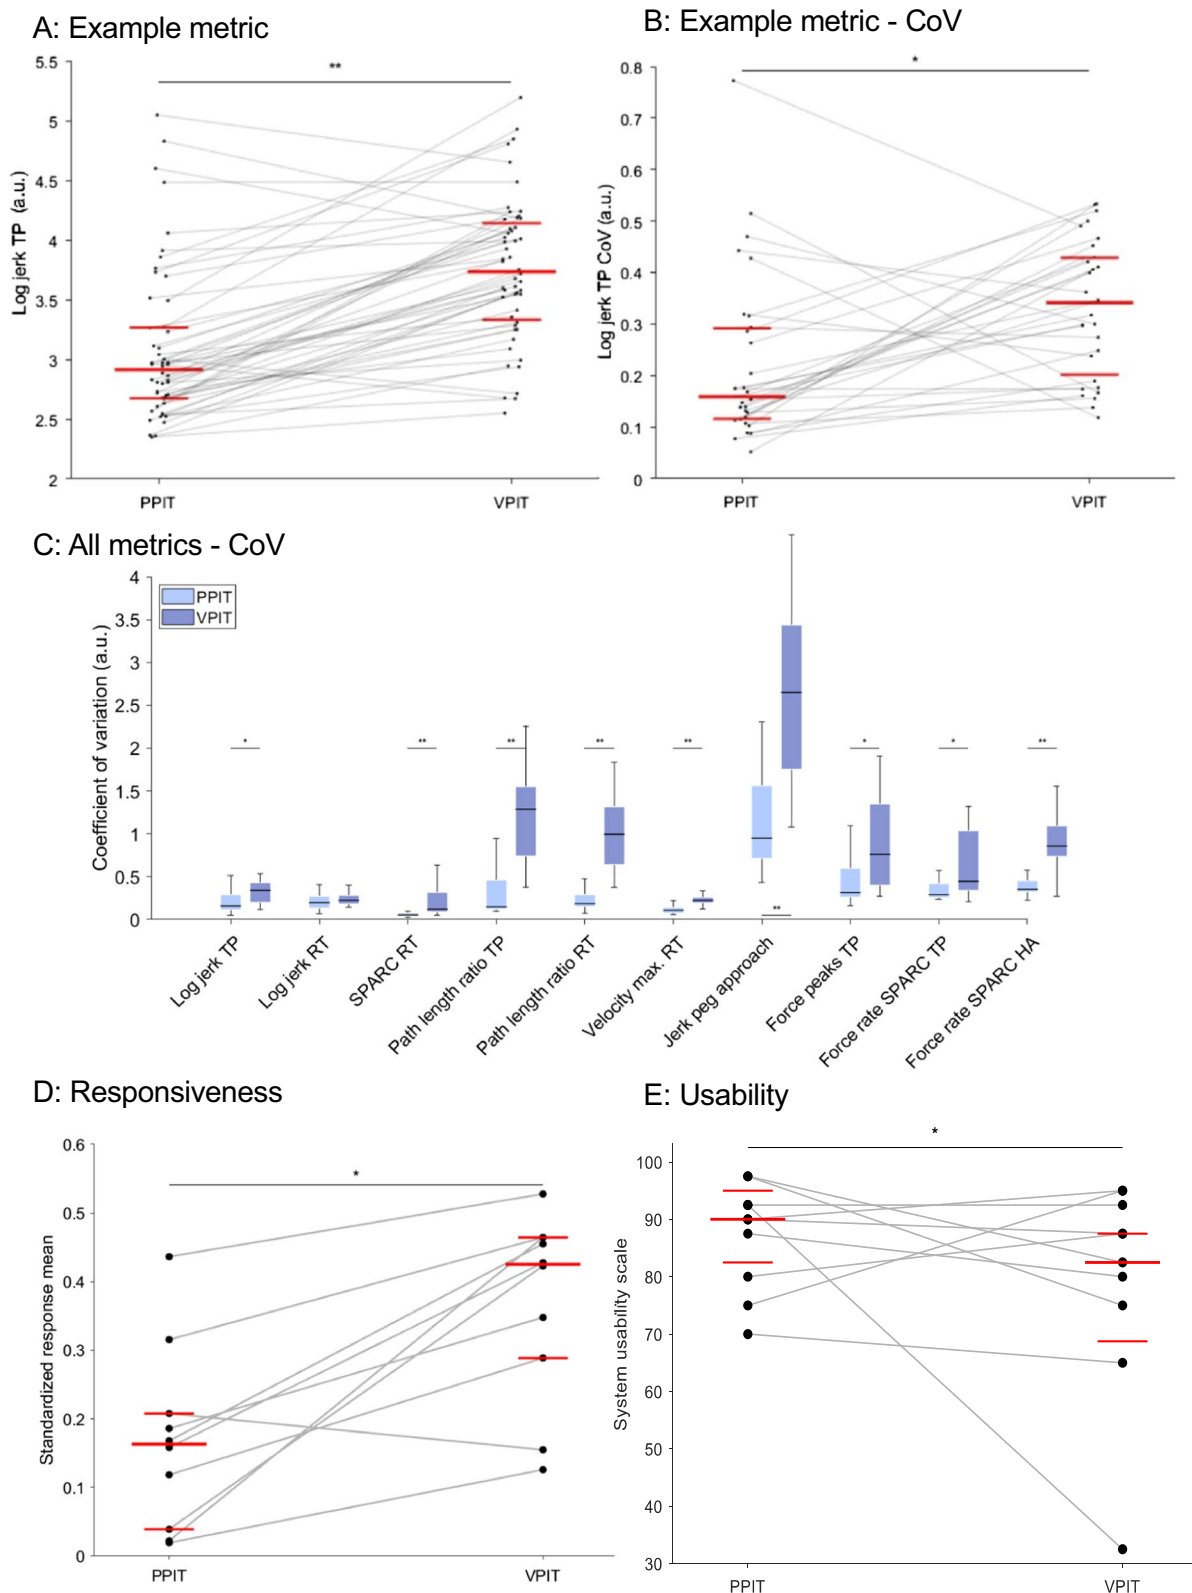 A: Example metric
B: Example metric - CoV
5.5
5
4.5
4
3.5
3
2.5
2
Log jerk TP (a.u.)
**
PPIT
VPIT
0.8
0.7
0.6
0.5
0.4
0.3
0.2
0.1
0
Log jerk TP CoV (a.u.)
*
PPIT
VPIT
C: All metrics - CoV
4
3.5
3
2.5
2
1.5
1
0.5
0
Coefficient of variation (a.u.)
PPIT
VPIT
*
**
**
**
**
**
*
*
**
Log jerk TP
Log jerk RT
SPARC RT
Path length ratio TP
Path length ratio RT
Velocity max. RT
Jerk peg approach
Force peaks TP
Force rate SPARC TP
Force rate SPARC HA
D: Responsiveness
E: Usability
0.6
0.5
0.4
0.3
0.2
0.1
0
Standardized response mean
*
PPIT
VPIT
100
90
80
70
60
50
40
30
System usability scale
*
PPIT
VPIT